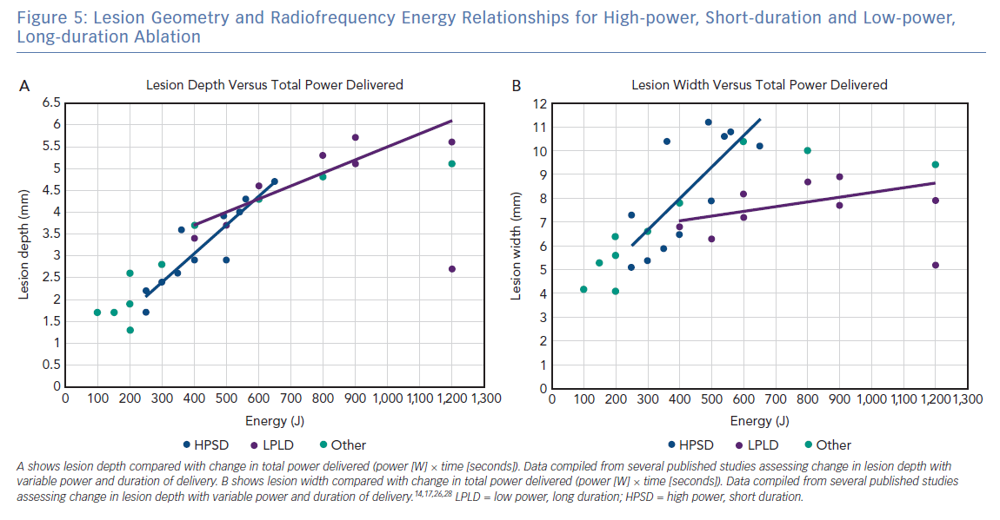 Figure 5: Lesion Geometry and Radiofrequency Energy Relationships for High-power, Short-duration and Low-power,
Long-duration Ablation
A
Lesion Depth Versus Total Power Delivered
Lesion depth (mm)
6.5
6
5.5
5
4.5
4
3.5
3
2.5
2
1.5
1
0.5
0
0 100 200 300 400 500 600 700 800 900 1,000 1,100 1,200 1,300
Energy (J)
HPSD LPLD Other
B
Lesion Width Versus Total Power Delivered
Lesion width (mm)
12
11
10
9
8
7
6
5
4
3
2
1
0
0 100 200 300 400 500 600 700 800 900 1,000 1,100 1,200 1,300
Energy (J)
HPSD LPLD Other
A shows lesion depth compared with change in total power delivered (power [W] × time [seconds]). Data compiled from several published studies assessing change in lesion depth with
variable power and duration of delivery. B shows lesion width compared with change in total power delivered (power [W] × time [seconds]). Data compiled from several published studies
assessing change in lesion depth with variable power and duration of delivery.14,17,26,28 LPLD = low power, long duration; HPSD = high power, short duration.